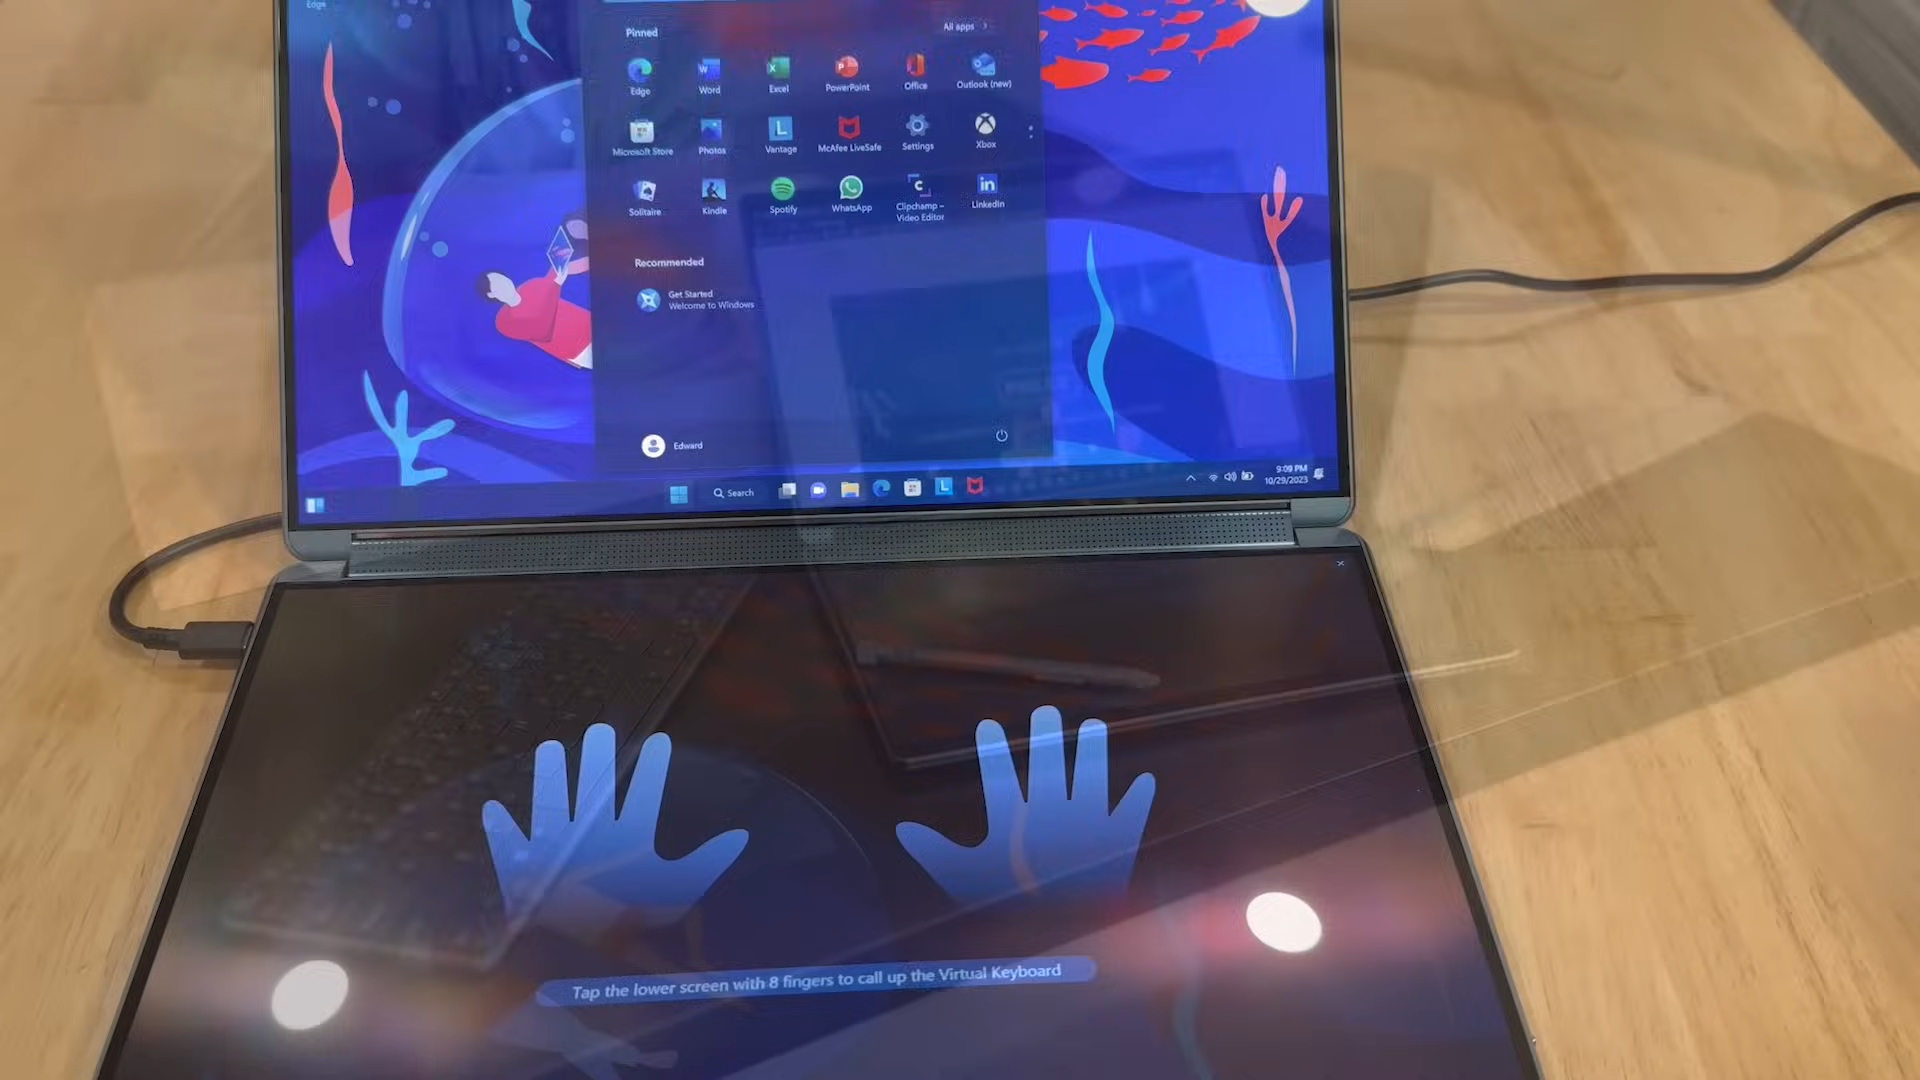 Edge
Pinned
All apps
Edge
Word
Excel
PowerPoint
Office
Outlook (new)
Microsoft Store
Photos
Vantage
McAfee LiveSafe
Settings
Xbox
Solitaire
Kindle
Spotify
WhatsApp
Clipchamp –
Video Editor
LinkedIn
Recommended
Get Started
Welcome to Windows
Edward
Search
9:09 PM
10/29/2023
Tap the lower screen with 8 fingers to call up the Virtual Keyboard